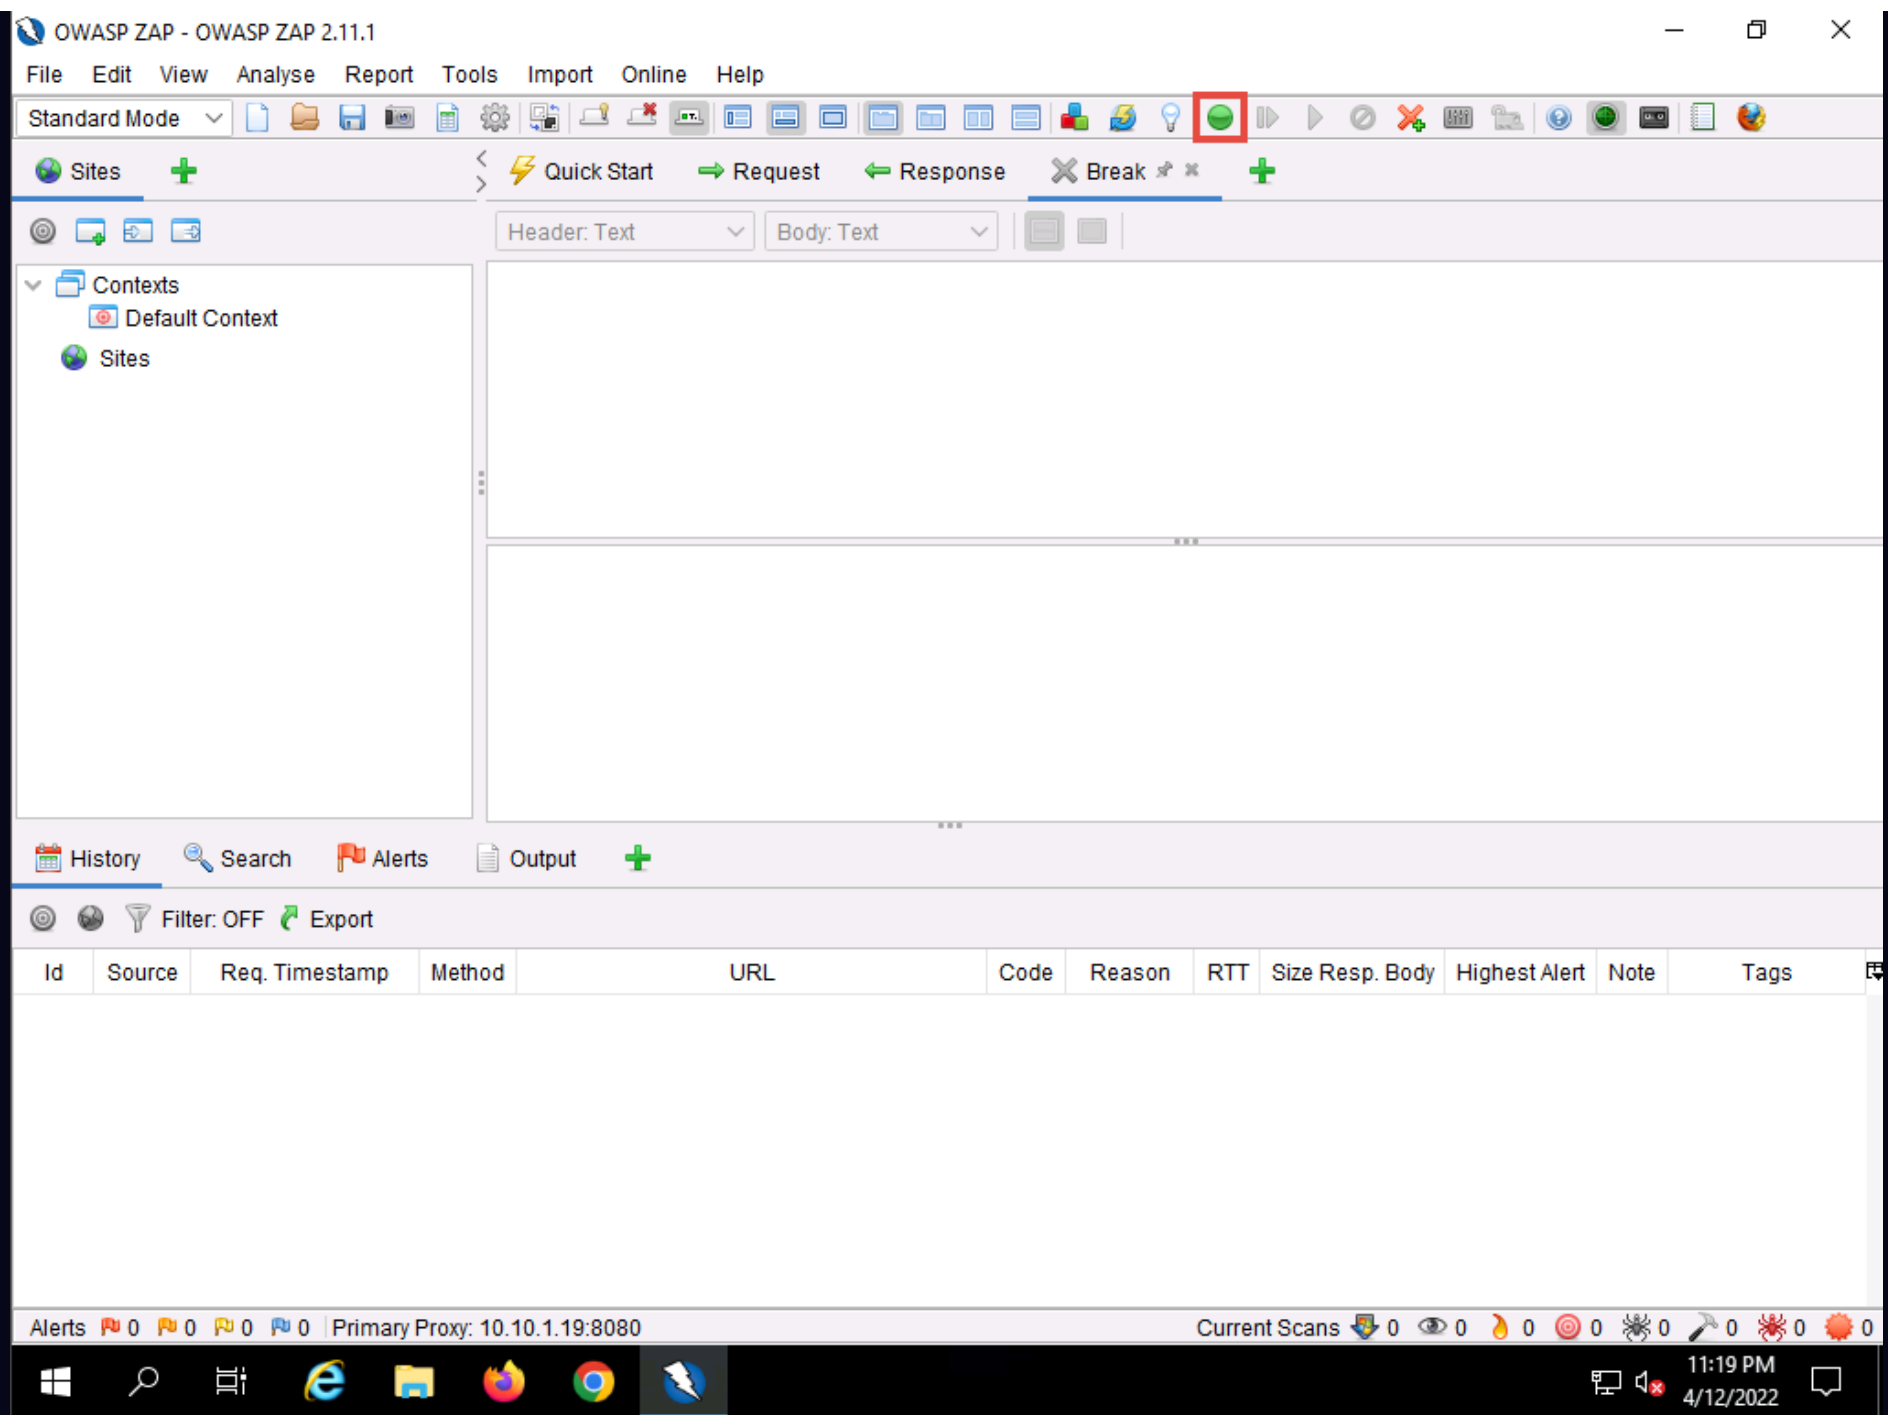 OWASP ZAP - OWASP ZAP 2.11.1
File Edit View Analyse Report Tools Import Online Help
Standard Mode
Sites
Quick Start Request Response Break
Header: Text Body: Text
Contexts
Default Context
Sites
History Search Alerts Output
Filter: OFF Export
Id Source Req. Timestamp Method URL Code Reason RTT Size Resp. Body Highest Alert Note Tags
Alerts 0 0 0 0 Primary Proxy: 10.10.1.19:8080 Current Scans 0 0 0 0 0 0 0 0
11:19 PM
4/12/2022